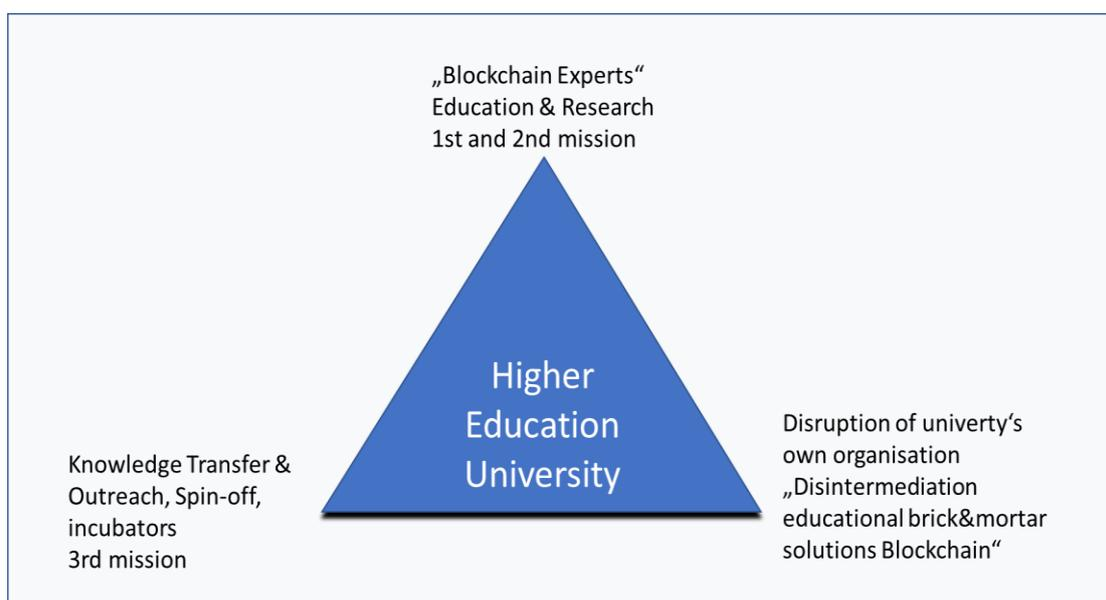 „Blockchain Experts“
Education & Research
1st and 2nd mission
Higher
Education
University
Knowledge Transfer &
Outreach, Spin-off,
incubators
3rd mission
Disruption of univerty‘s
own organisation
„Disintermediation
educational brick&mortar
solutions Blockchain“